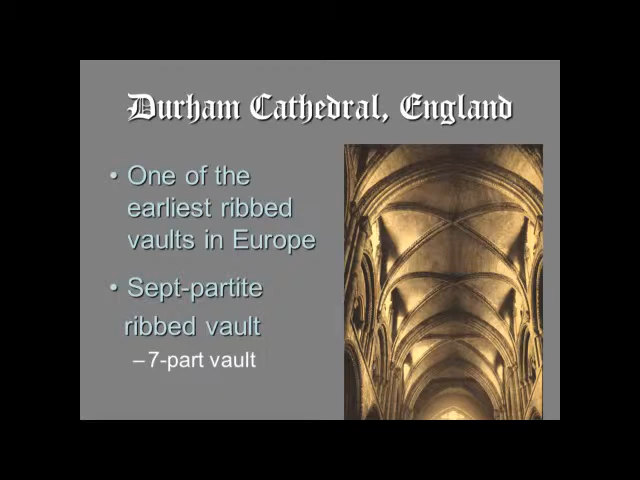 Durham Cathedral, England
• One of the
earliest ribbed
vaults in Europe
• Sept-partite
ribbed vault
– 7-part vault